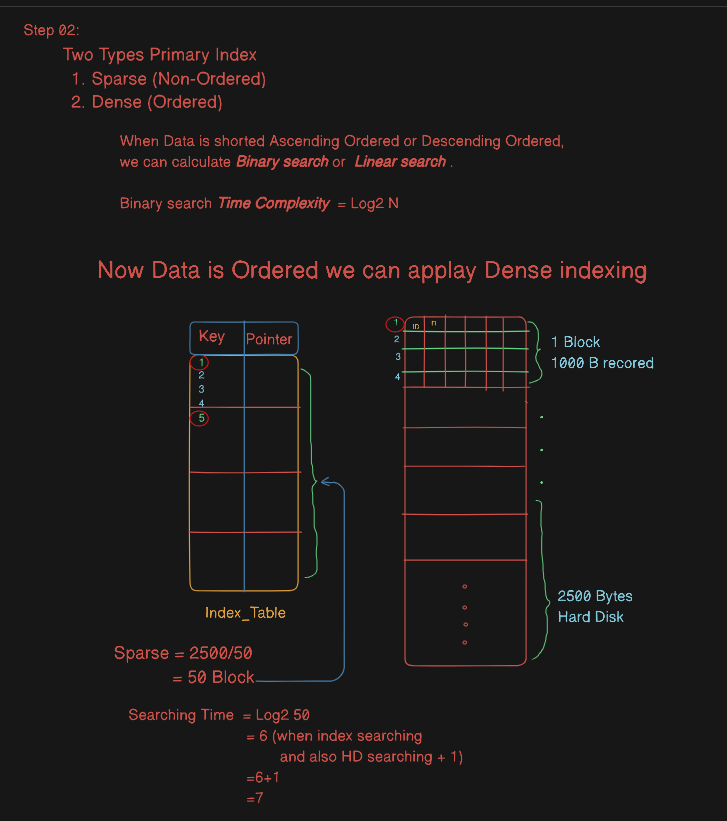 Step 02:
Two Types Primary Index
1. Sparse (Non-Ordered)
2. Dense (Ordered)
When Data is shorted Ascending Ordered or Descending Ordered,
we can calculate Binary search or Linear search .
Binary search Time Complexity = Log2 N
Now Data is Ordered we can applay Dense indexing
Key Pointer
1
2
3
4
5
Index_Table
1 ID n
2
3
4
1 Block
1000 B recored
2500 Bytes
Hard Disk
Sparse = 2500/50
= 50 Block
Searching Time = Log2 50
= 6 (when index searching
and also HD searching + 1)
=6+1
=7